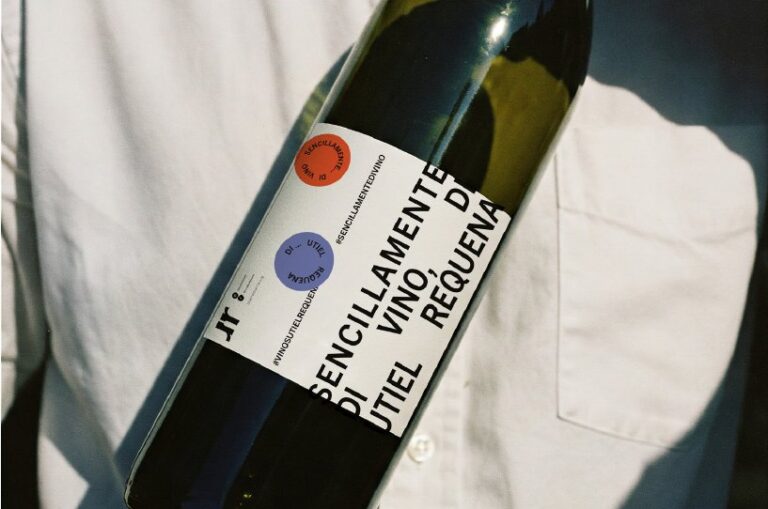 SENCILLAMENTE... DI VINO
DI... UTIEL REQUENA
#SENCILLAMENTEDIVINO
#VINOSUTIELREQUENA
SENCILLAMENTE
DI VINO, DI
UTIEL REQUENA